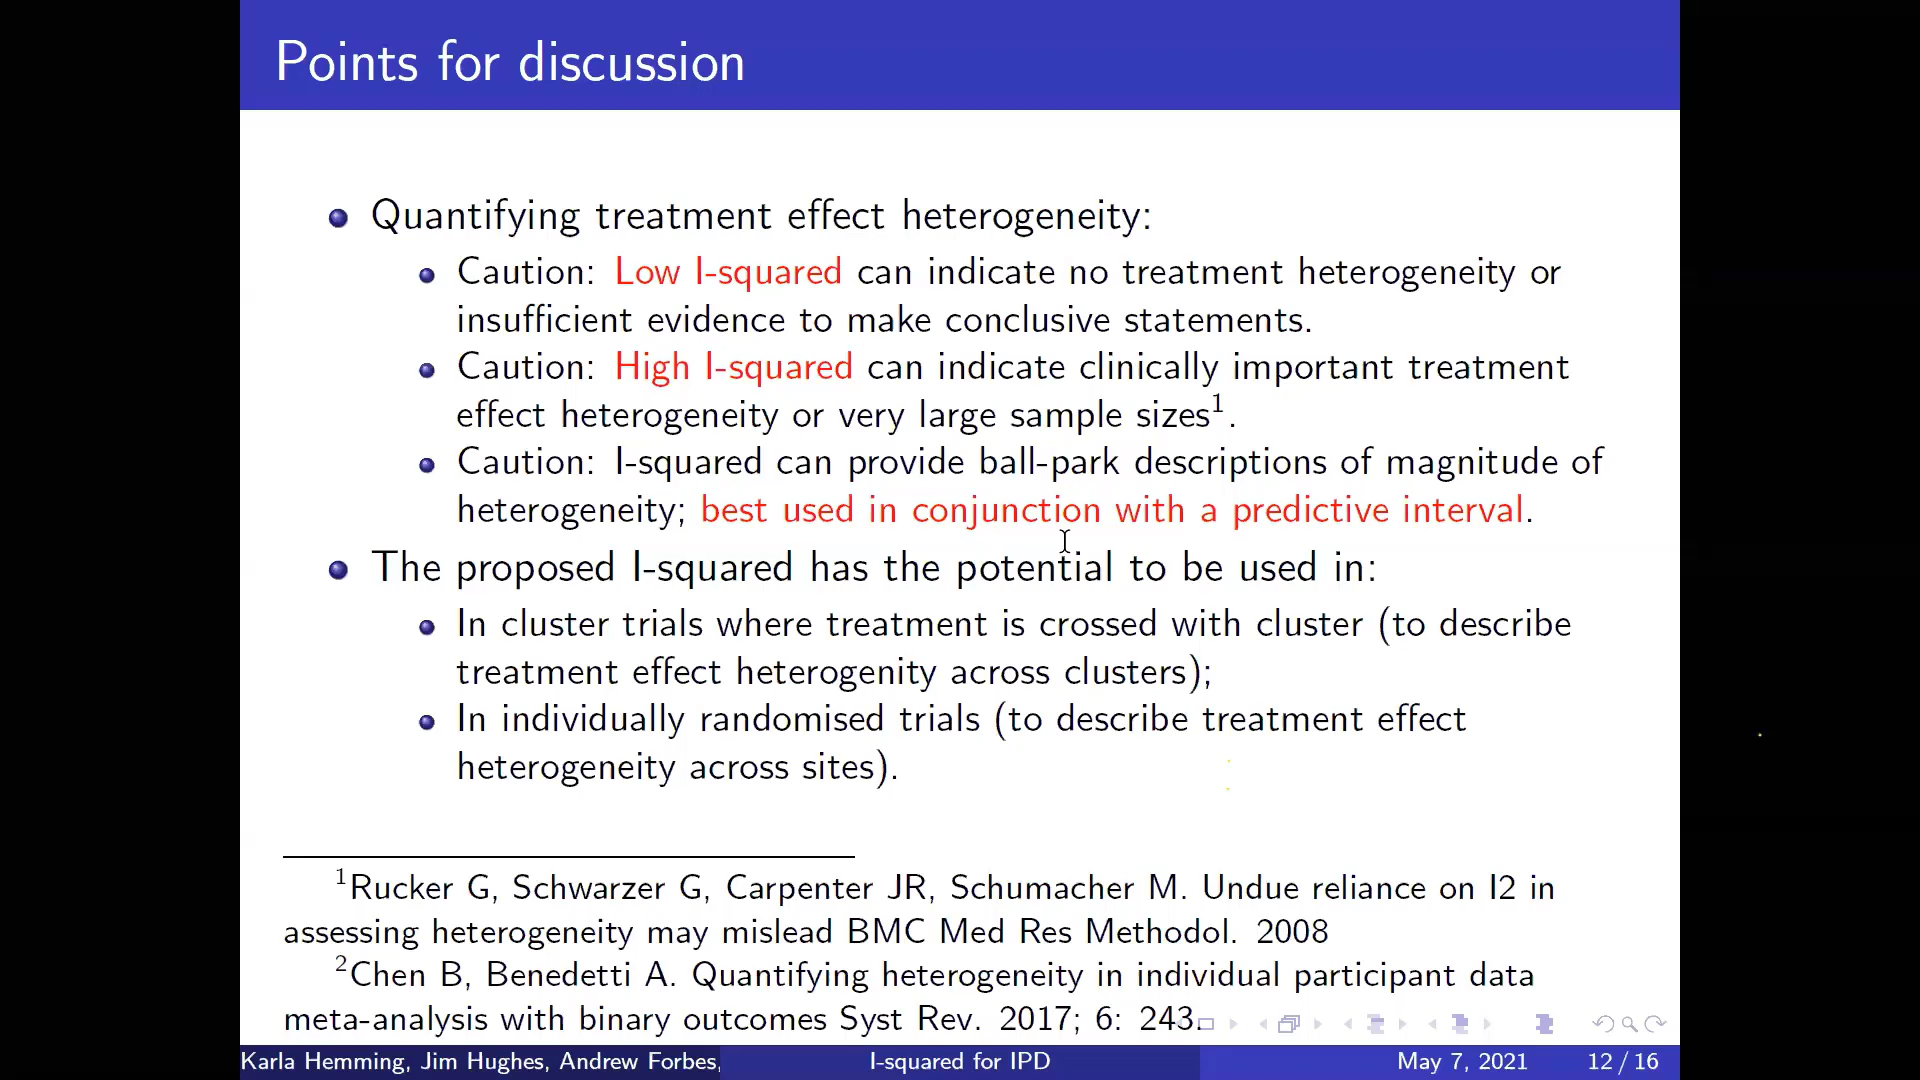 Points for discussion
Quantifying treatment effect heterogeneity:
Caution: Low I-squared can indicate no treatment heterogeneity or
insufficient evidence to make conclusive statements.
Caution: High I-squared can indicate clinically important treatment
effect heterogeneity or very large sample sizes¹.
Caution: I-squared can provide ball-park descriptions of magnitude of
heterogeneity; best used in conjunction with a predictive interval.
The proposed I-squared has the potential to be used in:
In cluster trials where treatment is crossed with cluster (to describe
treatment effect heterogenity across clusters);
In individually randomised trials (to describe treatment effect
heterogeneity across sites).
¹Rucker G, Schwarzer G, Carpenter JR, Schumacher M. Undue reliance on I2 in
assessing heterogeneity may mislead BMC Med Res Methodol. 2008
²Chen B, Benedetti A. Quantifying heterogeneity in individual participant data
meta-analysis with binary outcomes Syst Rev. 2017; 6: 243.
Karla Hemming, Jim Hughes, Andrew Forbes, I-squared for IPD May 7, 2021 12 / 16